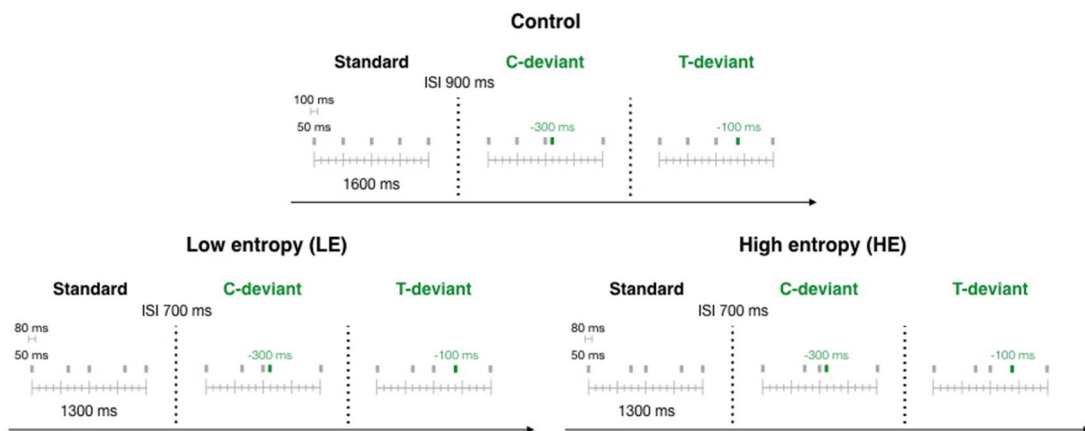 Control
Standard
C-deviant
T-deviant
ISI 900 ms
100 ms
50 ms
-300 ms
-100 ms
1600 ms
Low entropy (LE)
Standard
C-deviant
T-deviant
ISI 700 ms
80 ms
50 ms
-300 ms
-100 ms
1300 ms
High entropy (HE)
Standard
C-deviant
T-deviant
ISI 700 ms
80 ms
50 ms
-300 ms
-100 ms
1300 ms